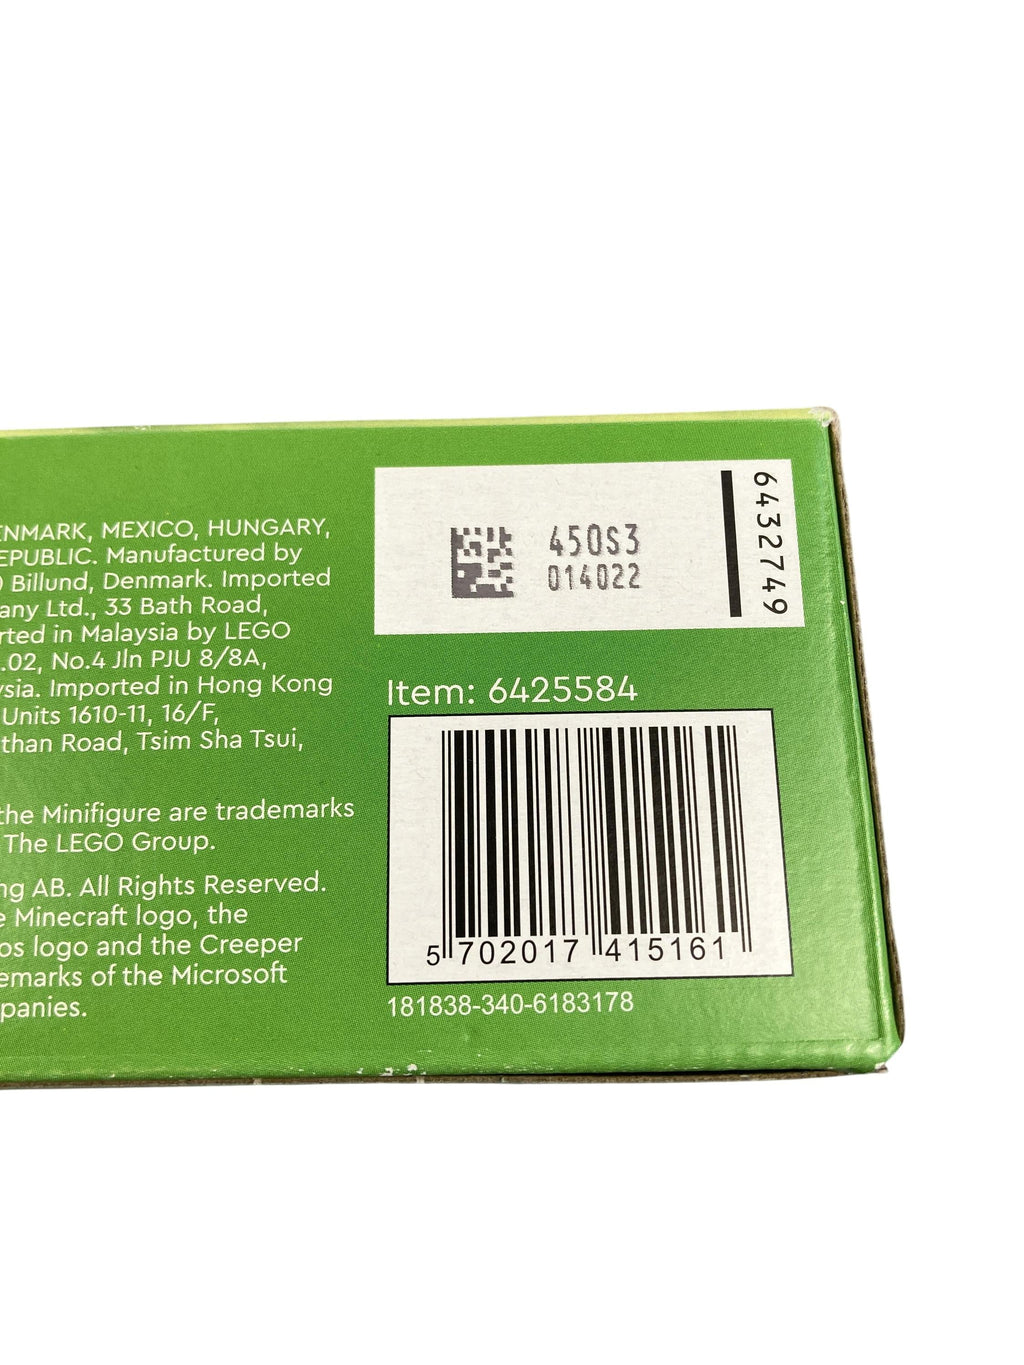 ENMARK, MEXICO, HUNGARY,
EPUBLIC. Manufactured by
Billund, Denmark. Imported
any Ltd., 33 Bath Road,
rted in Malaysia by LEGO
.02, No.4 Jln PJU 8/8A,
ysia. Imported in Hong Kong
Units 1610-11, 16/F,
than Road, Tsim Sha Tsui,
the Minifigure are trademarks
The LEGO Group.
ng AB. All Rights Reserved.
e Minecraft logo, the
os logo and the Creeper
emarks of the Microsoft
panies.
450S3
014022
6432749
Item: 6425584
5 702017 415161
181838-340-6183178